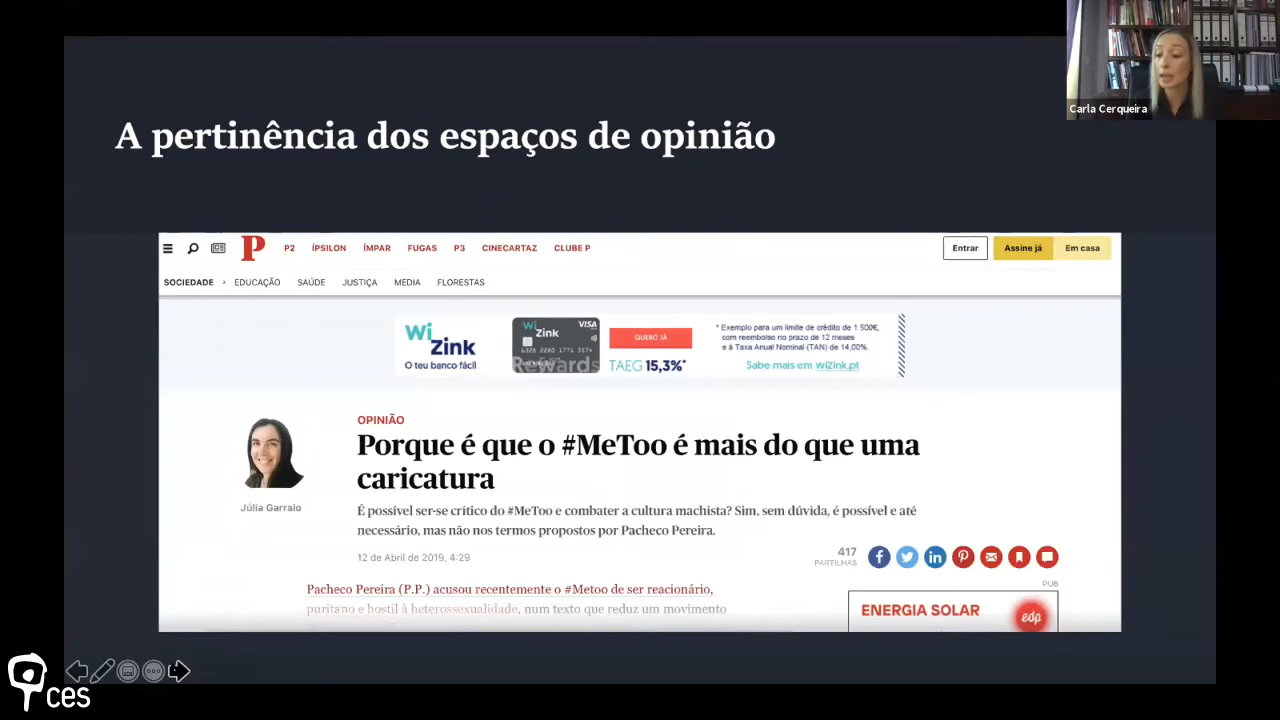 Carla Cerqueira
A pertinência dos espaços de opinião
P P2 ÍPSILON ÍMPAR FUGAS P3 CINECARTAZ CLUBE P Entrar Assine já Em casa
SOCIEDADE › EDUCAÇÃO SAÚDE JUSTIÇA MEDIA FLORESTAS
Wi
Zink
O teu banco fácil
Wi
Zink
VISA
Rewards
QUERO JÁ
TAEG 15,3%*
* Exemplo para um limite de crédito de 1.500€,
com reembolso no prazo de 12 meses
e à Taxa Anual Nominal (TAN) de 14,00%.
Sabe mais em wizink.pt
Júlia Garraio
OPINIÃO
Porque é que o #MeToo é mais do que uma
caricatura
É possível ser-se crítico do #MeToo e combater a cultura machista? Sim, sem dúvida, é possível e até
necessário, mas não nos termos propostos por Pacheco Pereira.
12 de Abril de 2019, 4:29
417
PARTILHAS
Pacheco Pereira (P.P.) acusou recentemente o #Metoo de ser reacionário,
puritano e hostil à heterossexualidade, num texto que reduz um movimento
PUB
ENERGIA SOLAR
edp
ces